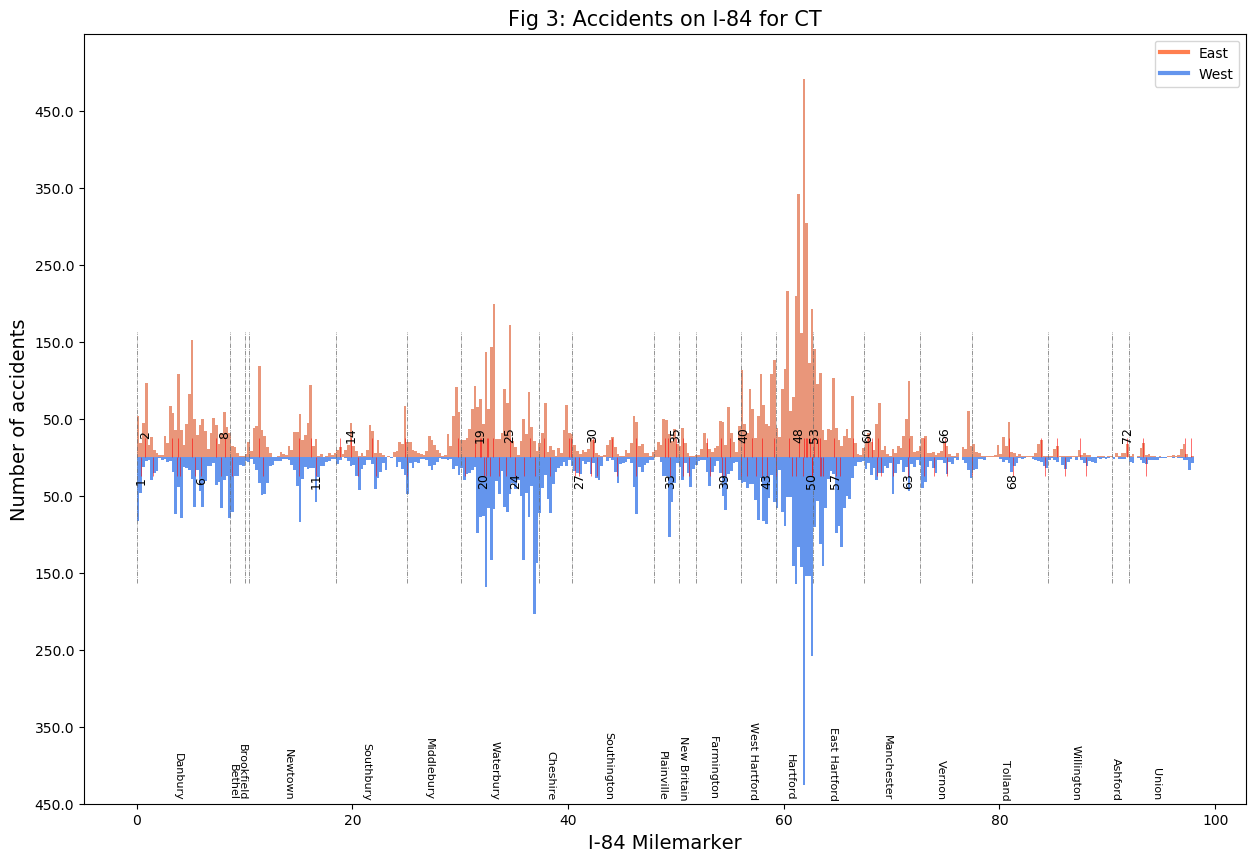 Fig 3: Accidents on I-84 for CT
East
West
Number of accidents
450.0
350.0
250.0
150.0
50.0
50.0
150.0
250.0
350.0
450.0
2
8
14
19
25
30
35
40
48
53
60
66
72
1
6
11
20
24
27
33
39
43
50
57
63
68
Danbury
Bethel
Brookfield
Newtown
Southbury
Middlebury
Waterbury
Cheshire
Southington
Plainville
New Britain
Farmington
West Hartford
Hartford
East Hartford
Manchester
Vernon
Tolland
Willington
Ashford
Union
0
20
40
60
80
100
I-84 Milemarker